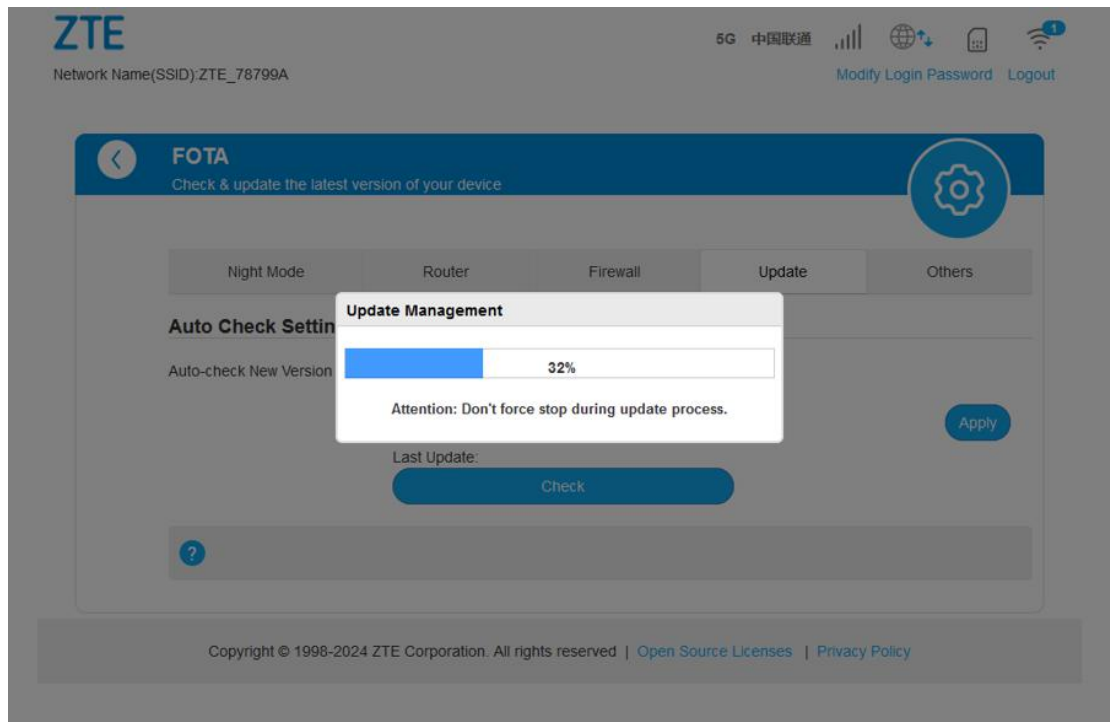 ZTE
5G 中国联通
1
Network Name(SSID):ZTE_78799A
Modify Login Password Logout
FOTA
Check & update the latest version of your device
Night Mode Router Firewall Update Others
Update Management
Auto Check Settin
32%
Auto-check New Version
Attention: Don't force stop during update process.
Apply
Last Update:
Check
?
Copyright © 1998-2024 ZTE Corporation. All rights reserved | Open Source Licenses | Privacy Policy